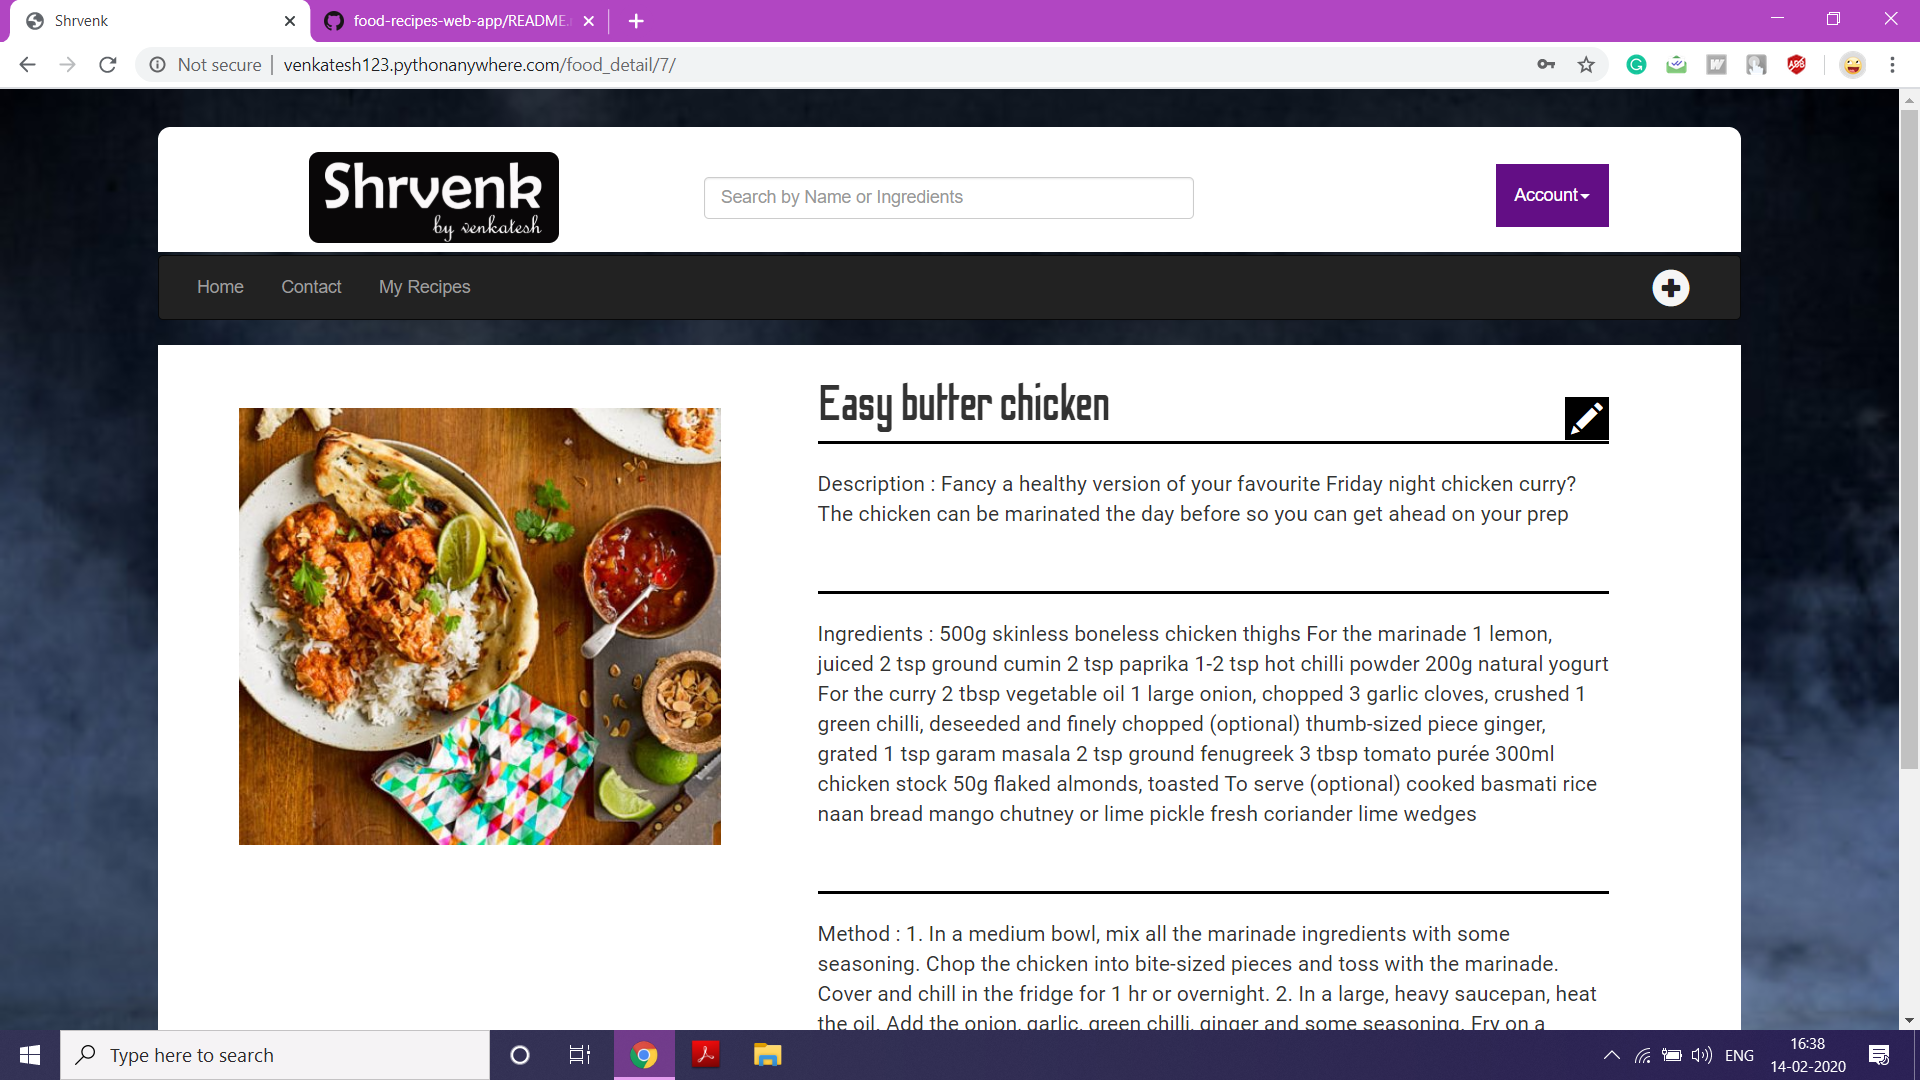 Shrvenk
food-recipes-web-app/README.
Not secure
venkatesh123.pythonanywhere.com/food_detail/7/
Shrvenk
by venkatesh
Search by Name or Ingredients
Account
Home
Contact
My Recipes
Easy butter chicken
Description : Fancy a healthy version of your favourite Friday night chicken curry?
The chicken can be marinated the day before so you can get ahead on your prep
Ingredients : 500g skinless boneless chicken thighs For the marinade 1 lemon,
juiced 2 tsp ground cumin 2 tsp paprika 1-2 tsp hot chilli powder 200g natural yogurt
For the curry 2 tbsp vegetable oil 1 large onion, chopped 3 garlic cloves, crushed 1
green chilli, deseeded and finely chopped (optional) thumb-sized piece ginger,
grated 1 tsp garam masala 2 tsp ground fenugreek 3 tbsp tomato purée 300ml
chicken stock 50g flaked almonds, toasted To serve (optional) cooked basmati rice
naan bread mango chutney or lime pickle fresh coriander lime wedges
Method : 1. In a medium bowl, mix all the marinade ingredients with some
seasoning. Chop the chicken into bite-sized pieces and toss with the marinade.
Cover and chill in the fridge for 1 hr or overnight. 2. In a large, heavy saucepan, heat
the oil. Add the onion, garlic, green chilli, ginger and some seasoning. Fry on a
Type here to search
ENG
16:38
14-02-2020